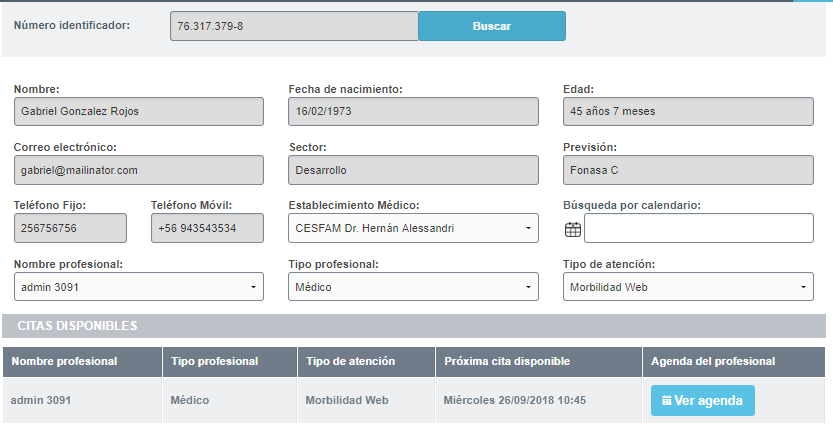 Número identificador: 76.317.379-8 Buscar
Nombre: Fecha de nacimiento: Edad:
Gabriel Gonzalez Rojos 16/02/1973 45 años 7 meses
Correo electrónico: Sector: Previsión:
gabriel@mailinator.com Desarrollo Fonasa C
Teléfono Fijo: Teléfono Móvil: Establecimiento Médico: Búsqueda por calendario:
256756756 +56 943543534 CESFAM Dr. Hernán Alessandri
Nombre profesional: Tipo profesional: Tipo de atención:
admin 3091 Médico Morbilidad Web
CITAS DISPONIBLES
Nombre profesional Tipo profesional Tipo de atención Próxima cita disponible Agenda del profesional
admin 3091 Médico Morbilidad Web Miércoles 26/09/2018 10:45 Ver agenda